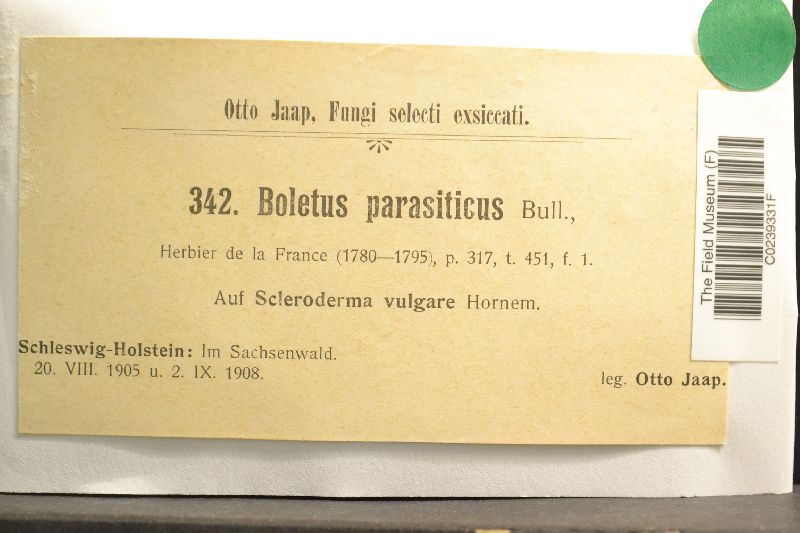 Otto Jaap, Fungi selecti exsiccati.
342. Boletus parasiticus Bull.,
Herbier de la France (1780—1795), p. 317, t. 451, f. 1.
Auf Scleroderma vulgare Hornem.
Schleswig-Holstein: Im Sachsenwald.
20. VIII. 1905 u. 2. IX. 1908.
leg. Otto Jaap.
The Field Museum (F)
C0239331F